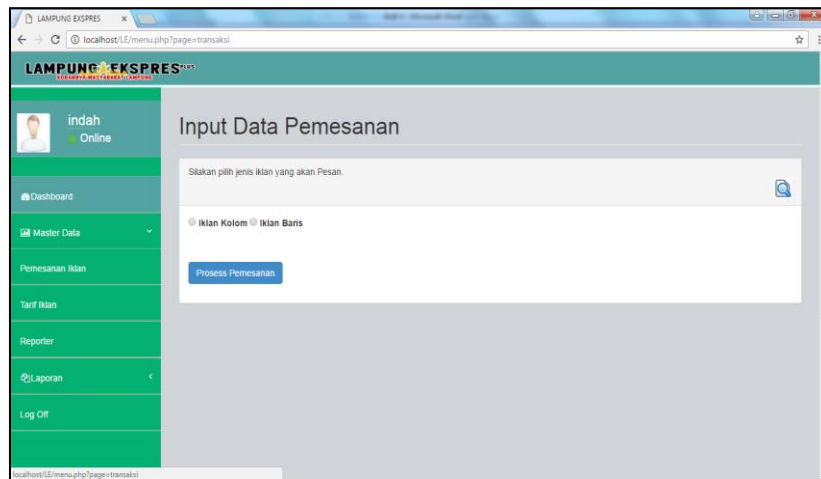 LAMPUNG EKSPRES
localhost/LE/menu.php?page=transaksi
LAMPUNG EKSPRES PLUS
indah
Online
Input Data Pemesanan
Silakan pilih jenis iklan yang akan Pesan.
Dashboard
Iklan Kolom Iklan Baris
Master Data
Pemesanan Iklan
Prosess Pemesanan
Tarif Iklan
Reporter
Laporan
Log Off
localhost/LE/menu.php?page=transaksi